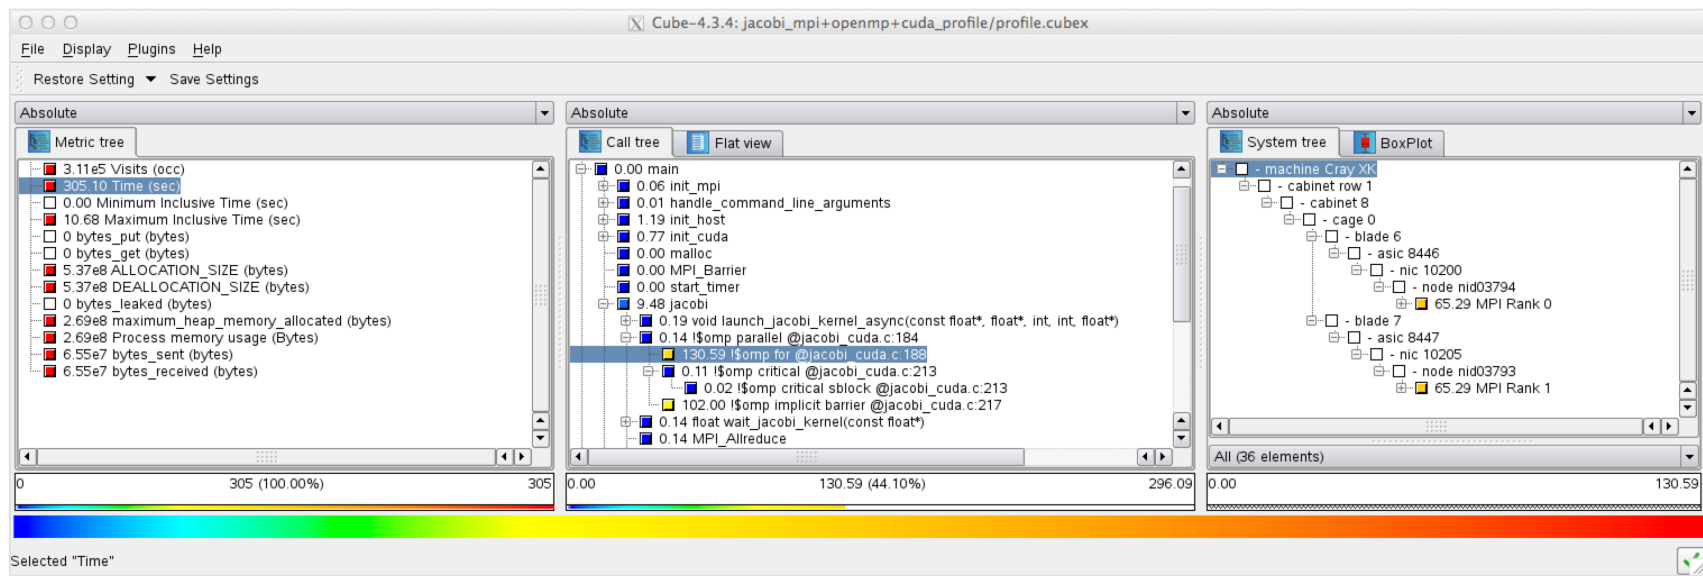 Cube-4.3.4: jacobi_mpi+openmp+cuda_profile/profile.cubex
File Display Plugins Help
Restore Setting Save Settings
Absolute
Metric tree
3.11e5 Visits (occ)
305.10 Time (sec)
0.00 Minimum Inclusive Time (sec)
10.68 Maximum Inclusive Time (sec)
0 bytes_put (bytes)
0 bytes_get (bytes)
5.37e8 ALLOCATION_SIZE (bytes)
5.37e8 DEALLOCATION_SIZE (bytes)
0 bytes_leaked (bytes)
2.69e8 maximum_heap_memory_allocated (bytes)
2.69e8 Process memory usage (Bytes)
6.55e7 bytes_sent (bytes)
6.55e7 bytes_received (bytes)
0 305 (100.00%) 305
Absolute
Call tree Flat view
0.00 main
0.06 init_mpi
0.01 handle_command_line_arguments
1.19 init_host
0.77 init_cuda
0.00 malloc
0.00 MPI_Barrier
0.00 start_timer
9.48 jacobi
0.19 void launch_jacobi_kernel_async(const float*, float*, int, int, float*)
0.14 !$omp parallel @jacobi_cuda.c:184
130.59 !$omp for @jacobi_cuda.c:188
0.11 !$omp critical @jacobi_cuda.c:213
0.02 !$omp critical sblock @jacobi_cuda.c:213
102.00 !$omp implicit barrier @jacobi_cuda.c:217
0.14 float wait_jacobi_kernel(const float*)
0.14 MPI_Allreduce
0.00 130.59 (44.10%) 296.09
Absolute
System tree BoxPlot
- machine Cray XK
- cabinet row 1
- cabinet 8
- cage 0
- blade 6
- asic 8446
- nic 10200
- node nid03794
65.29 MPI Rank 0
- blade 7
- asic 8447
- nic 10205
- node nid03793
65.29 MPI Rank 1
All (36 elements)
0.00 130.59
Selected "Time"